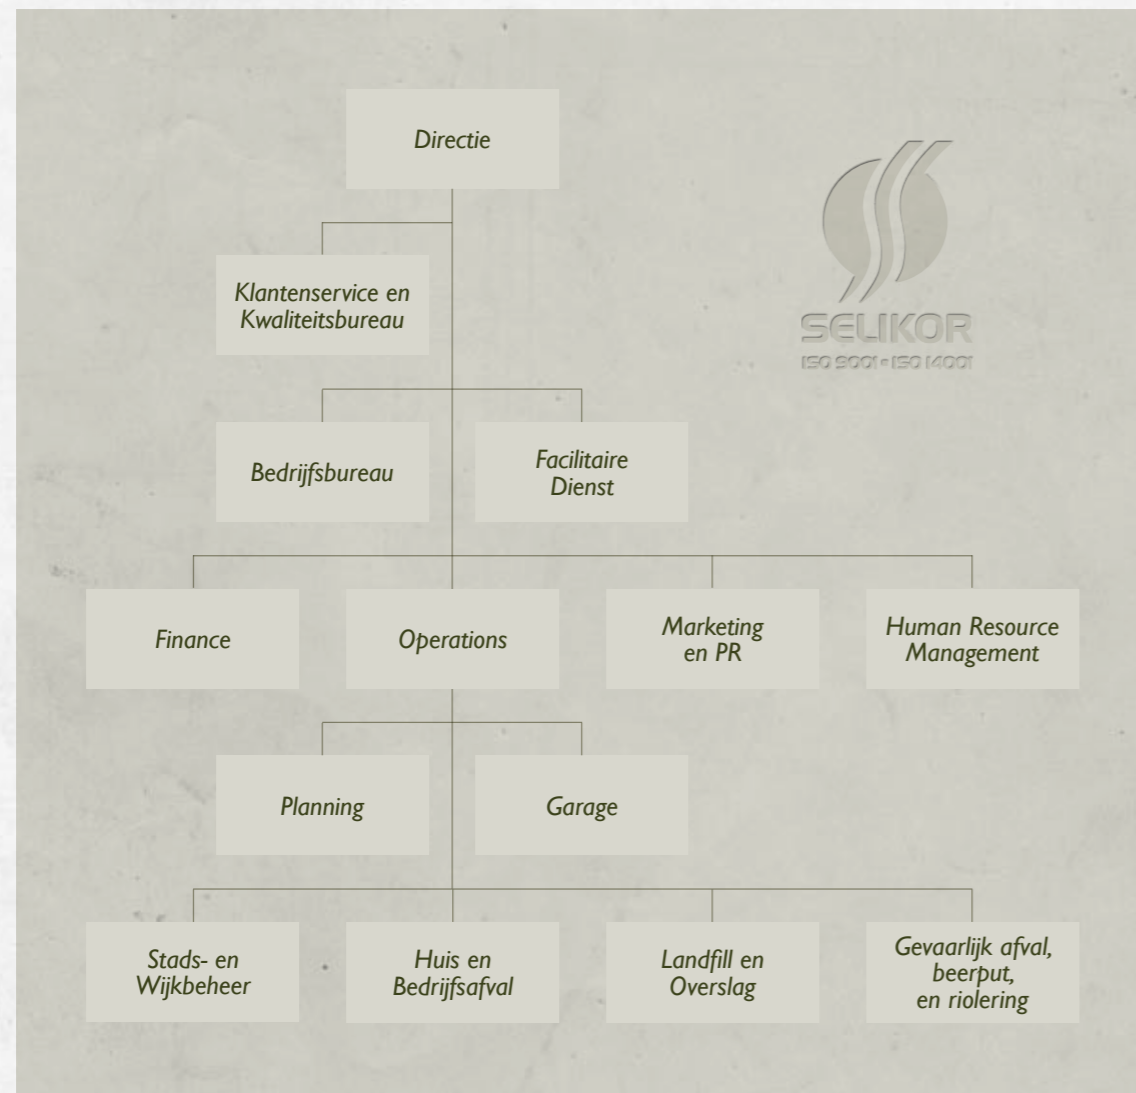 Directie
SELIKOR
ISO 9001 • ISO 14001
Klantenservice en
Kwaliteitsbureau
Bedrijfsbureau
Facilitaire
Dienst
Finance
Operations
Marketing
en PR
Human Resource
Management
Planning
Garage
Stads- en
Wijkbeheer
Huis en
Bedrijfsafval
Landfill en
Overslag
Gevaarlijk afval,
beerput,
en riolering